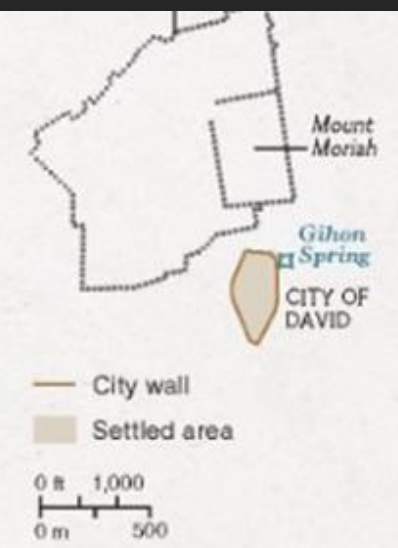 Mount
Moriah
Gihon
Spring
CITY OF
DAVID
City wall
Settled area
0 ft 1,000
0 m 500